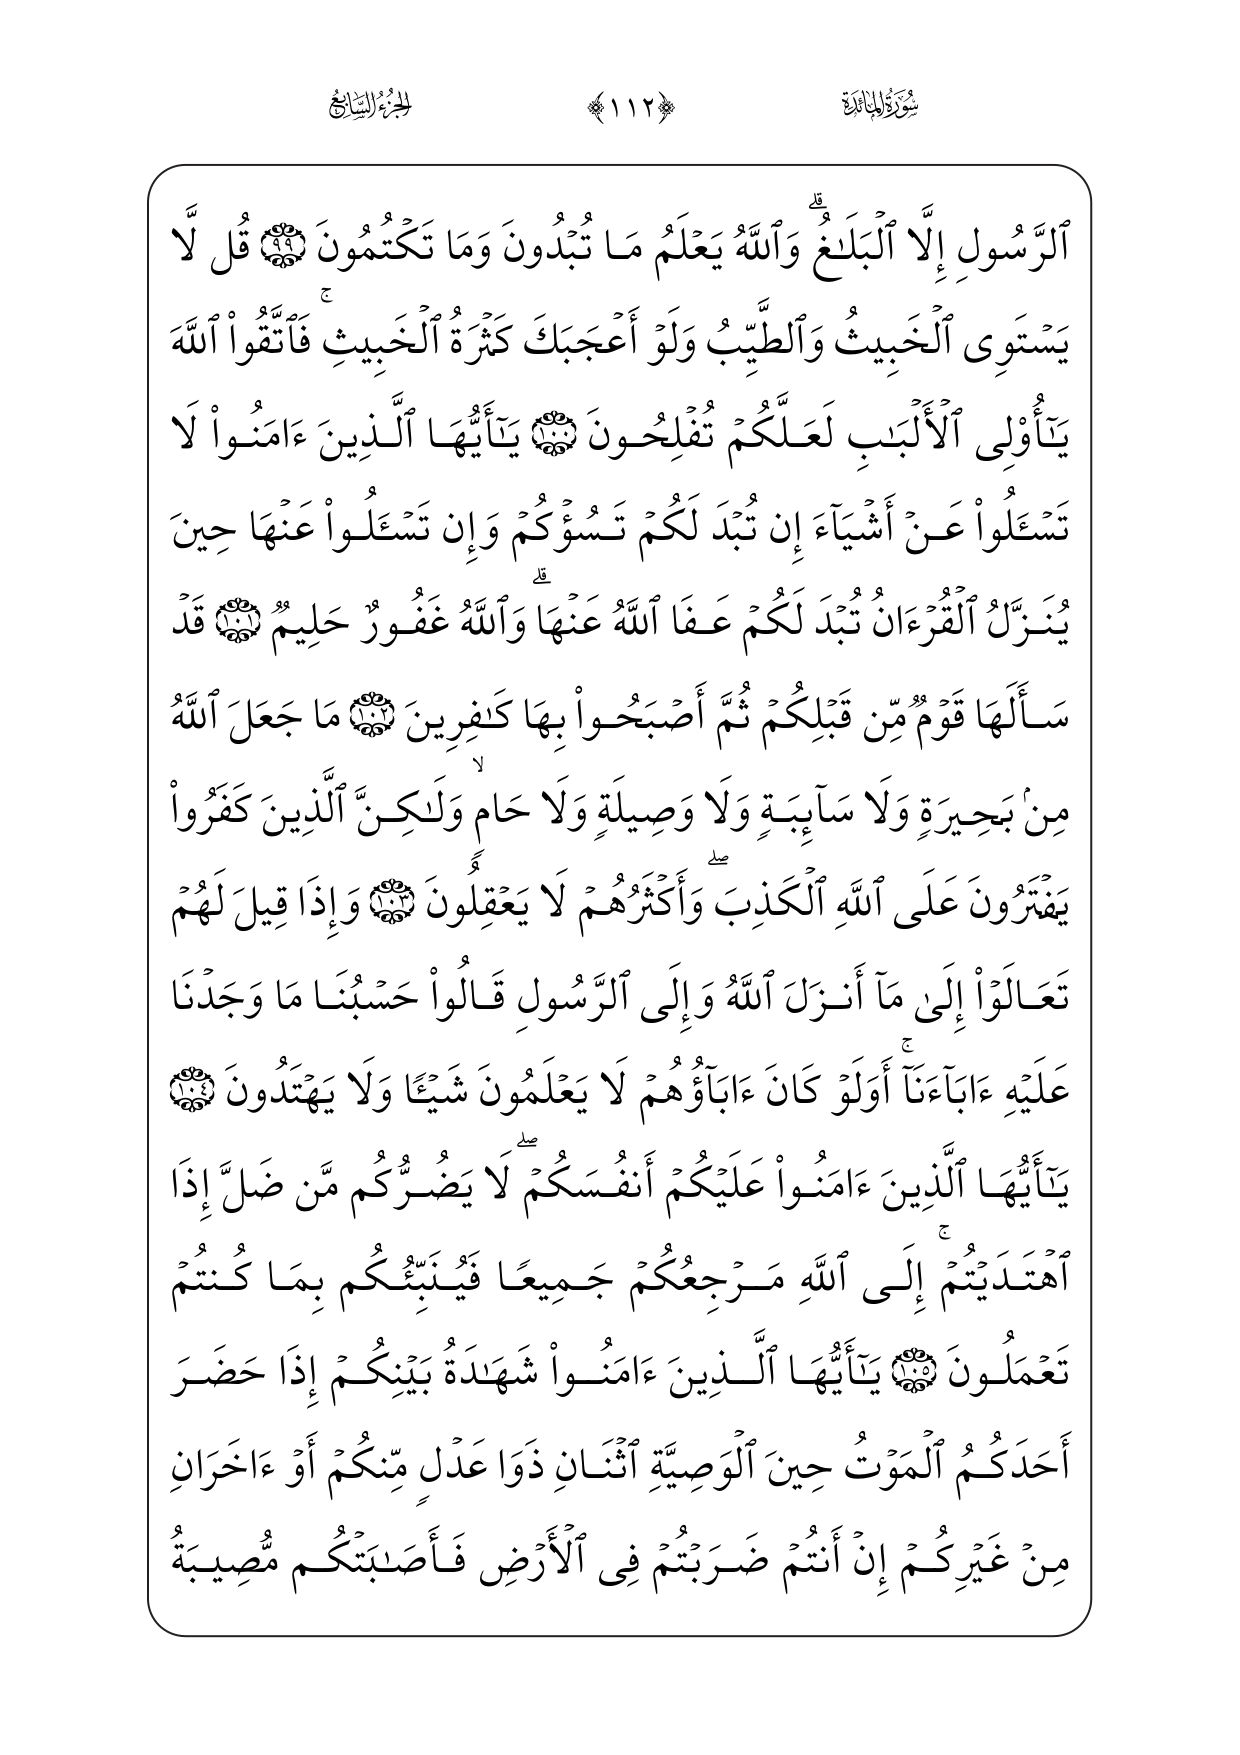 سُورَةُ المَائدَة ﴿١١٢﴾ الجُزْءُ السَّابِعُ
ٱلرَّسُولِ إِلَّا ٱلۡبَلَـٰغُۗ وَٱللَّهُ يَعۡلَمُ مَا تُبۡدُونَ وَمَا تَكۡتُمُونَ ٩٩ قُل لَّا
يَسۡتَوِى ٱلۡخَبِيثُ وَٱلطَّيِّبُ وَلَوۡ أَعۡجَبَكَ كَثۡرَةُ ٱلۡخَبِيثِۚ فَٱتَّقُوا۟ ٱللَّهَ
يَـٰٓأُو۟لِى ٱلۡأَلۡبَـٰبِ لَعَلَّكُمۡ تُفۡلِحُونَ ١٠٠ يَـٰٓأَيُّهَا ٱلَّذِينَ ءَامَنُوا۟ لَا
تَسۡـَٔلُوا۟ عَنۡ أَشۡيَآءَ إِن تُبۡدَ لَكُمۡ تَسُؤۡكُمۡ وَإِن تَسۡـَٔلُوا۟ عَنۡهَا حِينَ
يُنَزَّلُ ٱلۡقُرۡءَانُ تُبۡدَ لَكُمۡ عَفَا ٱللَّهُ عَنۡهَاۗ وَٱللَّهُ غَفُورٌ حَلِيمٌ ١٠١ قَدۡ
سَأَلَهَا قَوۡمٌ مِّن قَبۡلِكُمۡ ثُمَّ أَصۡبَحُوا۟ بِهَا كَـٰفِرِينَ ١٠٢ مَا جَعَلَ ٱللَّهُ
مِنۢ بَحِيرَةٍ وَلَا سَآئِبَةٍ وَلَا وَصِيلَةٍ وَلَا حَامٍۙ وَلَـٰكِنَّ ٱلَّذِينَ كَفَرُوا۟
يَفۡتَرُونَ عَلَى ٱللَّهِ ٱلۡكَذِبَۖ وَأَكۡثَرُهُمۡ لَا يَعۡقِلُونَ ١٠٣ وَإِذَا قِيلَ لَهُمۡ
تَعَالَوۡا۟ إِلَىٰ مَآ أَنزَلَ ٱللَّهُ وَإِلَى ٱلرَّسُولِ قَالُوا۟ حَسۡبُنَا مَا وَجَدۡنَا
عَلَيۡهِ ءَابَآءَنَآۚ أَوَلَوۡ كَانَ ءَابَآؤُهُمۡ لَا يَعۡلَمُونَ شَيۡـًٔا وَلَا يَهۡتَدُونَ ١٠٤
يَـٰٓأَيُّهَا ٱلَّذِينَ ءَامَنُوا۟ عَلَيۡكُمۡ أَنفُسَكُمۡۖ لَا يَضُرُّكُم مَّن ضَلَّ إِذَا
ٱهۡتَدَيۡتُمۡۚ إِلَى ٱللَّهِ مَرۡجِعُكُمۡ جَمِيعًا فَيُنَبِّئُكُم بِمَا كُنتُمۡ
تَعۡمَلُونَ ١٠٥ يَـٰٓأَيُّهَا ٱلَّذِينَ ءَامَنُوا۟ شَهَـٰدَةُ بَيۡنِكُمۡ إِذَا حَضَرَ
أَحَدَكُمُ ٱلۡمَوۡتُ حِينَ ٱلۡوَصِيَّةِ ٱثۡنَانِ ذَوَا عَدۡلٍ مِّنكُمۡ أَوۡ ءَاخَرَانِ
مِنۡ غَيۡرِكُمۡ إِنۡ أَنتُمۡ ضَرَبۡتُمۡ فِى ٱلۡأَرۡضِ فَأَصَـٰبَتۡكُم مُّصِيبَةُ